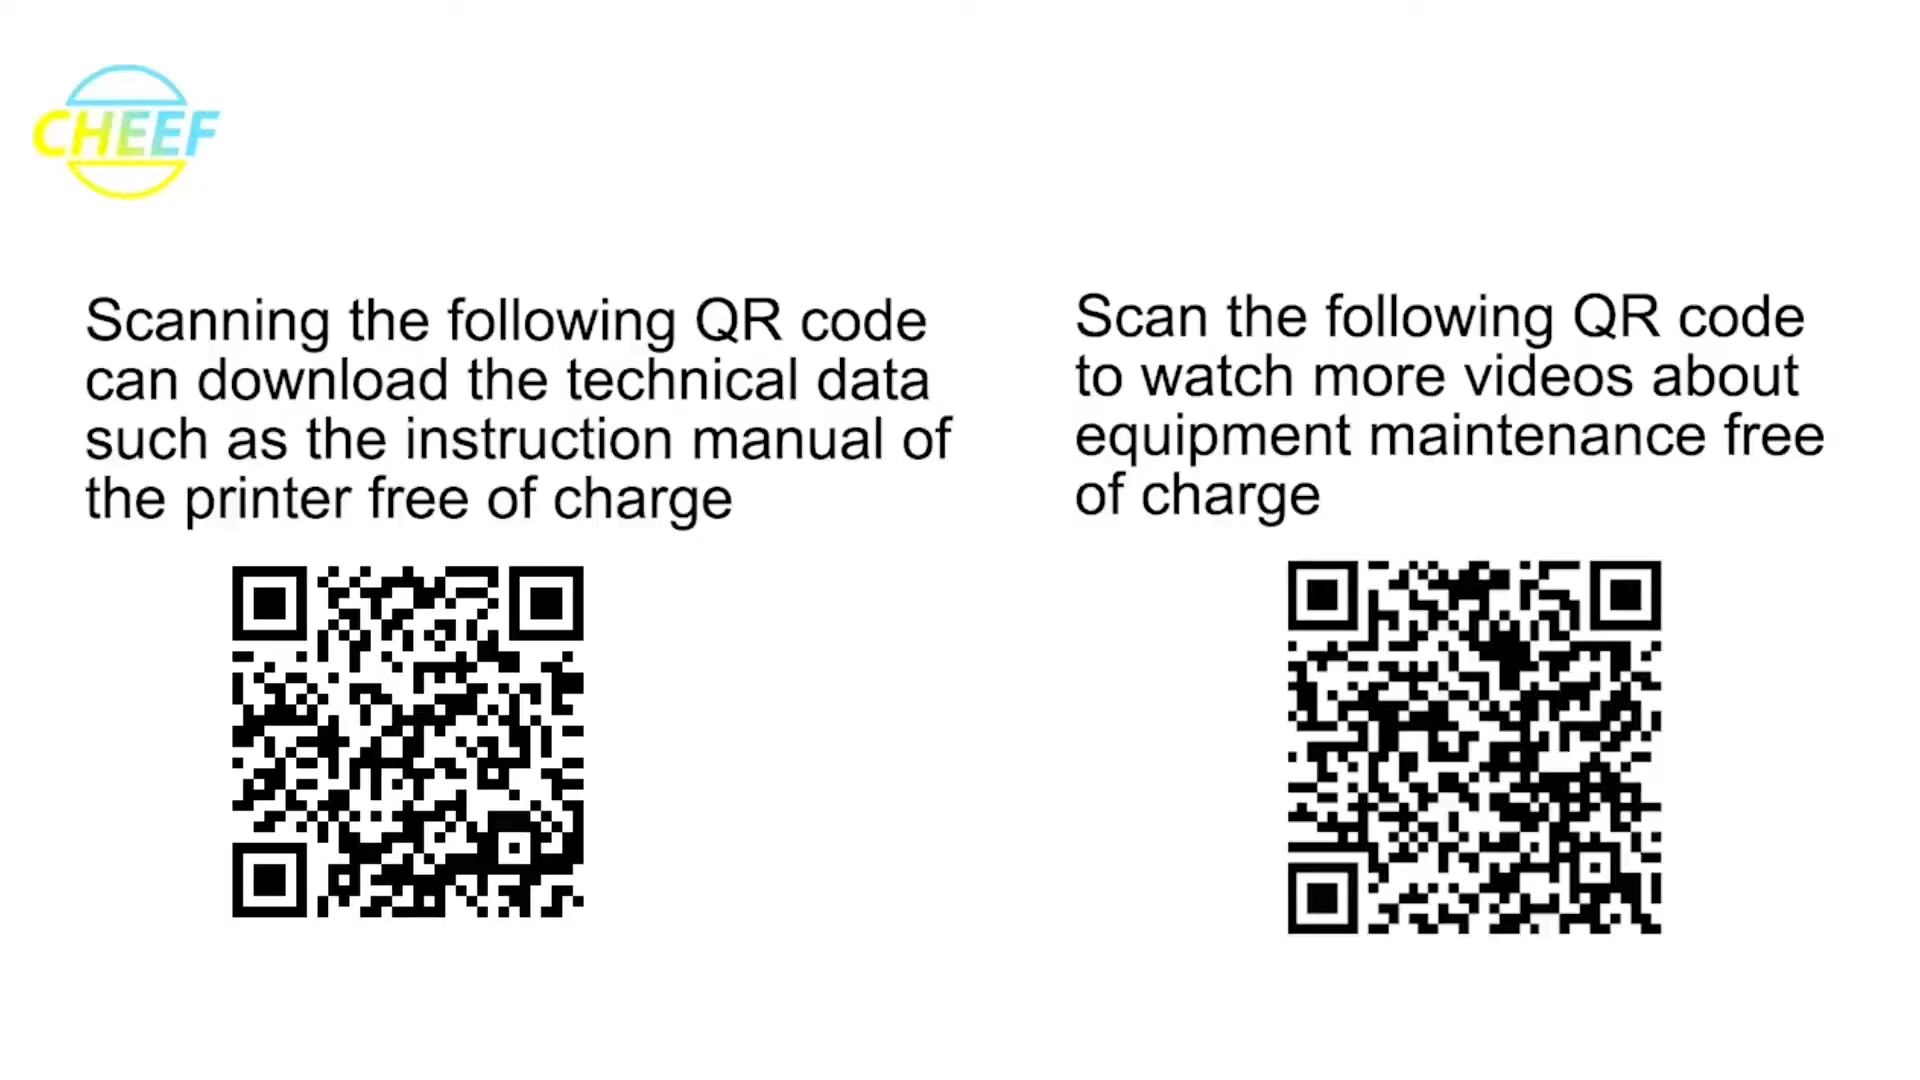 CHEEF
Scanning the following QR code
can download the technical data
such as the instruction manual of
the printer free of charge
Scan the following QR code
to watch more videos about
equipment maintenance free
of charge